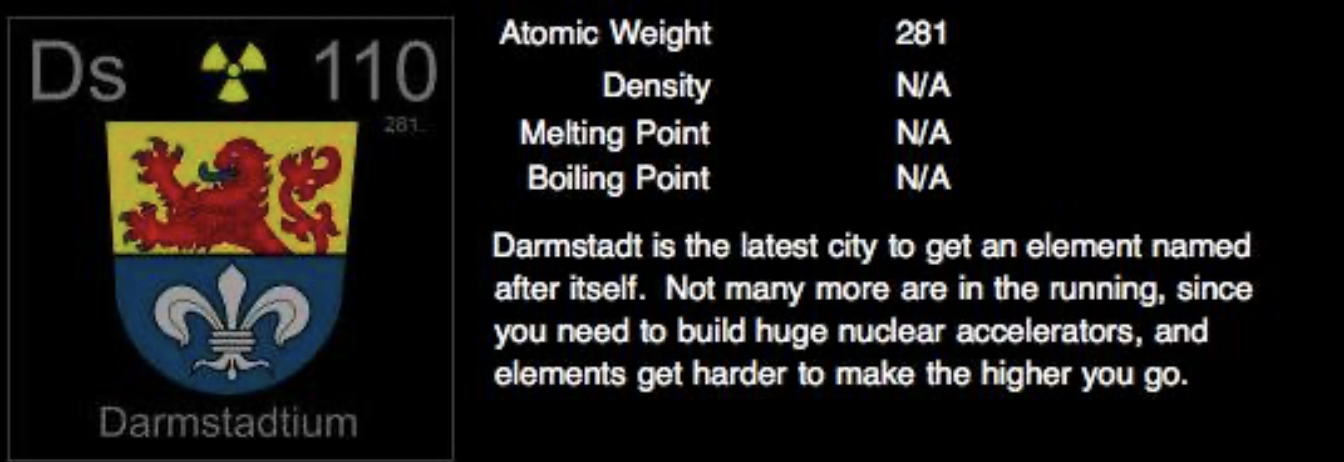 Ds 110
281.
Darmstadtium
Atomic Weight 281
Density N/A
Melting Point N/A
Boiling Point N/A
Darmstadt is the latest city to get an element named
after itself. Not many more are in the running, since
you need to build huge nuclear accelerators, and
elements get harder to make the higher you go.